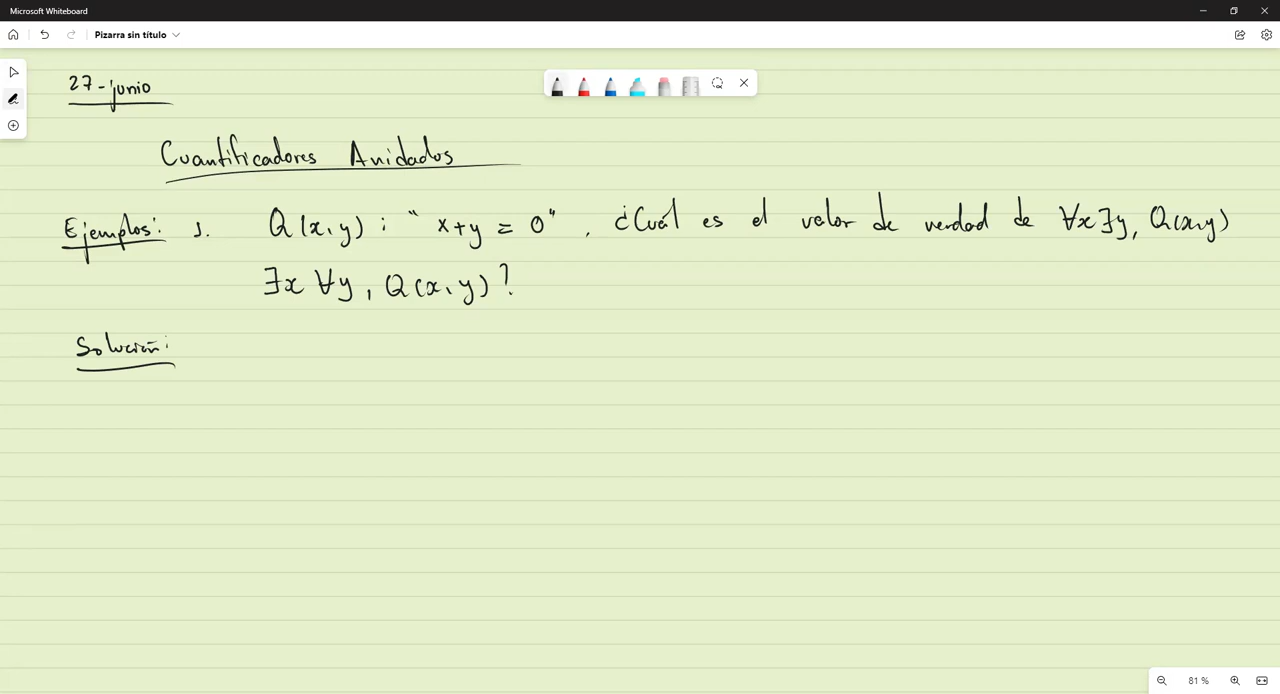 Microsoft Whiteboard
Pizarra sin título
27-junio
Cuantificadores Anidados
Ejemplos: 1. Q(x,y) : "x+y = 0", ¿Cuál es el valor de verdad de ∀x∃y, Q(x,y)
∃x ∀y, Q(x,y)?
Solución:
81 %